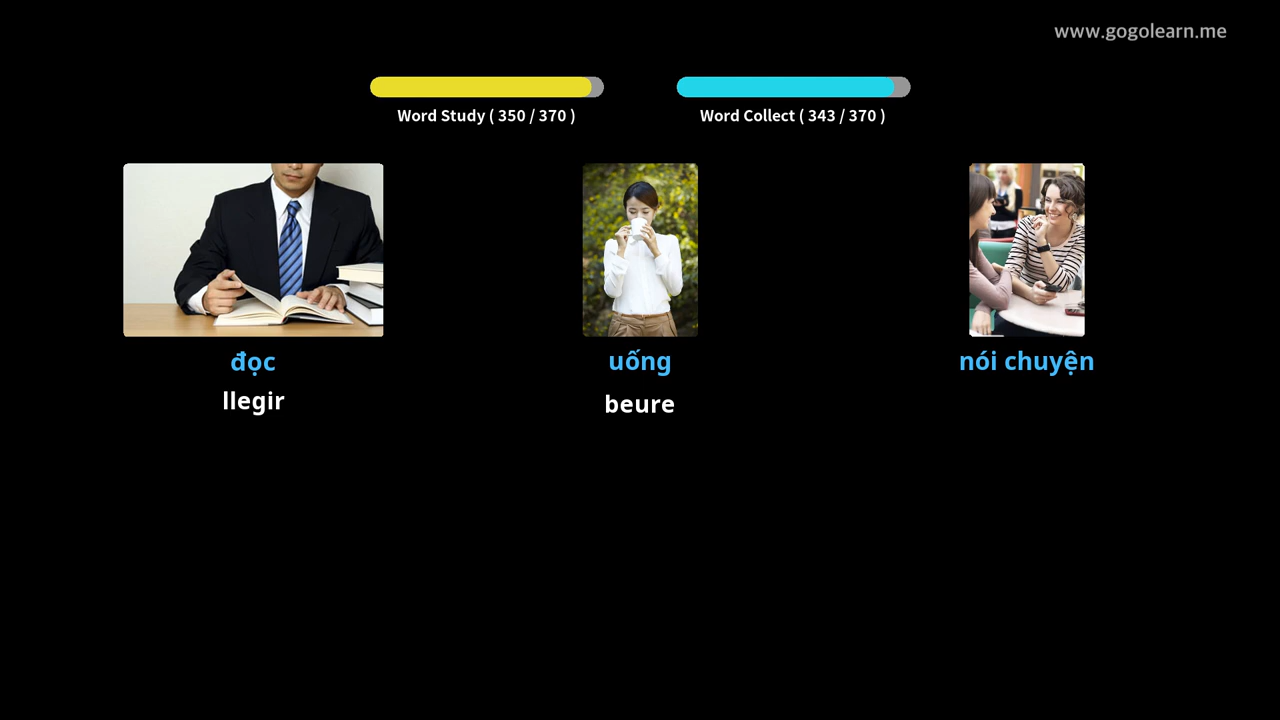 www.gogolearn.me
Word Study ( 350 / 370 )
Word Collect ( 343 / 370 )
đọc
uống
nói chuyện
llegir
beure